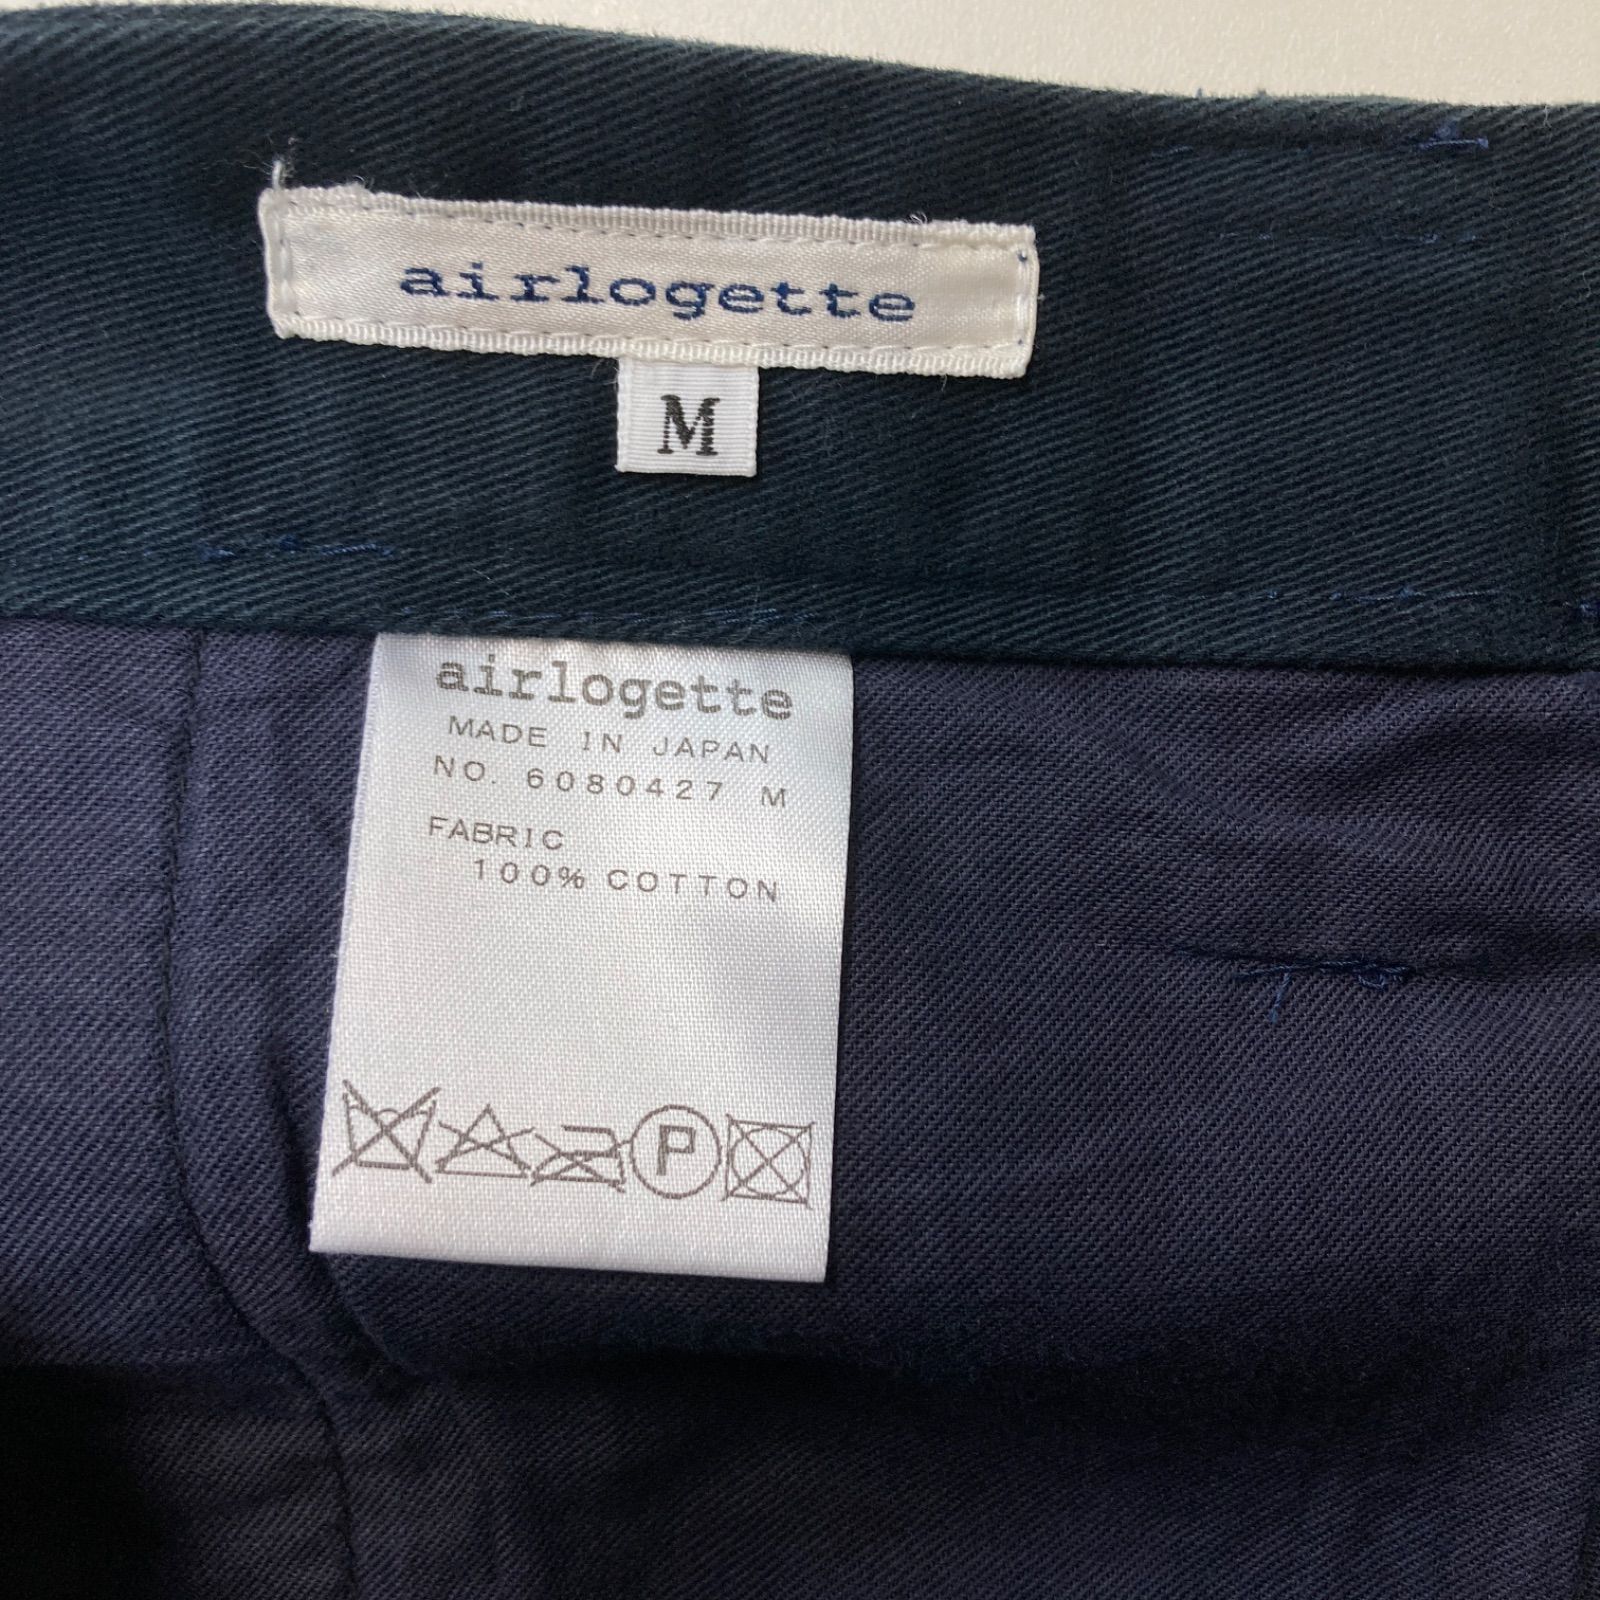 airlogette
M
airlogette
MADE IN JAPAN
NO. 6080427 M
FABRIC
100% COTTON
P